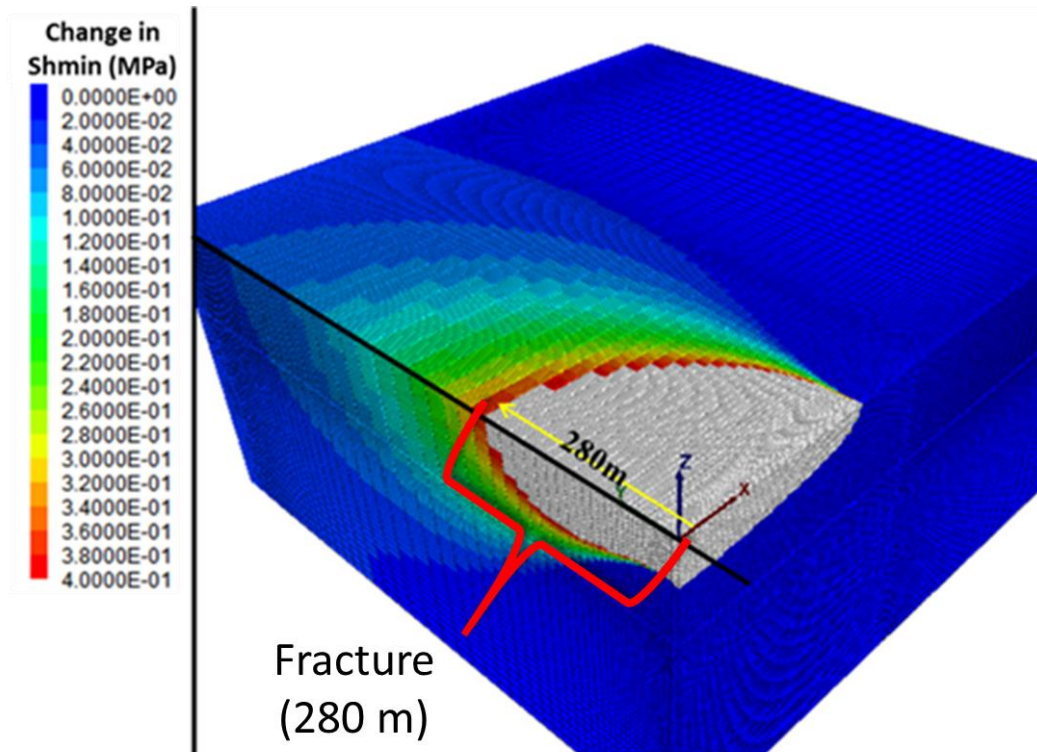 Change in
Shmin (MPa)
0.0000E+00
2.0000E-02
4.0000E-02
6.0000E-02
8.0000E-02
1.0000E-01
1.2000E-01
1.4000E-01
1.6000E-01
1.8000E-01
2.0000E-01
2.2000E-01
2.4000E-01
2.6000E-01
2.8000E-01
3.0000E-01
3.2000E-01
3.4000E-01
3.6000E-01
3.8000E-01
4.0000E-01
280m
Z
X
Y
Fracture
(280 m)